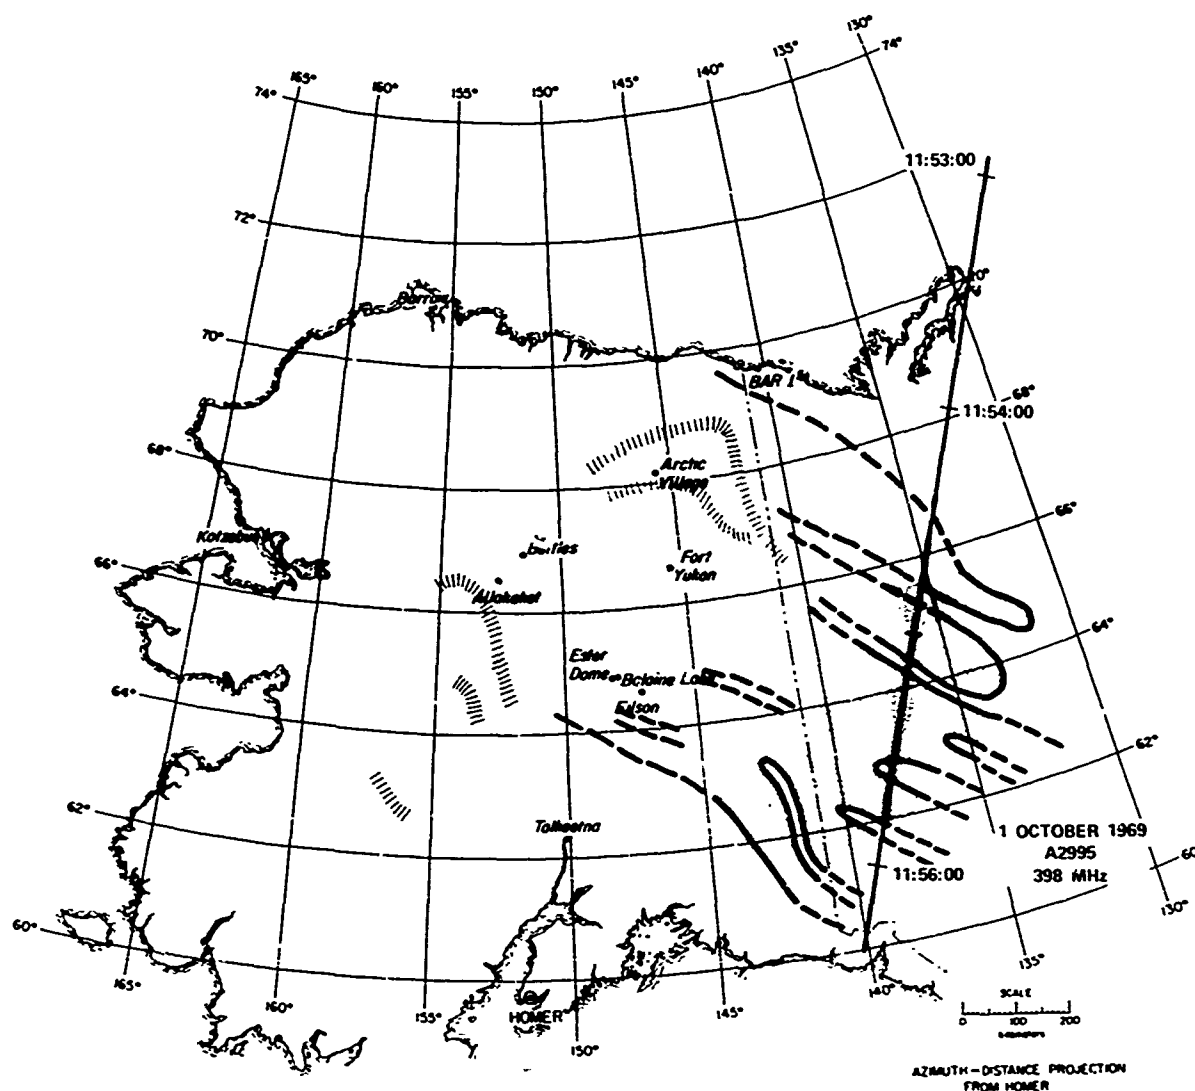 130°
135°
74°
140°
145°
150°
155°
160°
165°
74°
11:53:00
72°
70°
Barrow
70°
BAR I
68°
11:54:00
68°
Arctic
Village
66°
Kotzebue
Fort
Yukon
66°
Allakaket
64°
Ester
Dome
64°
62°
1 OCTOBER 1969
A2995
398 MHz
62°
Talkeetna
11:56:00
60°
130°
60°
135°
165°
160°
155°
HOMER
150°
145°
140°
SCALE
0 100 200
AZIMUTH-DISTANCE PROJECTION
FROM HOMER